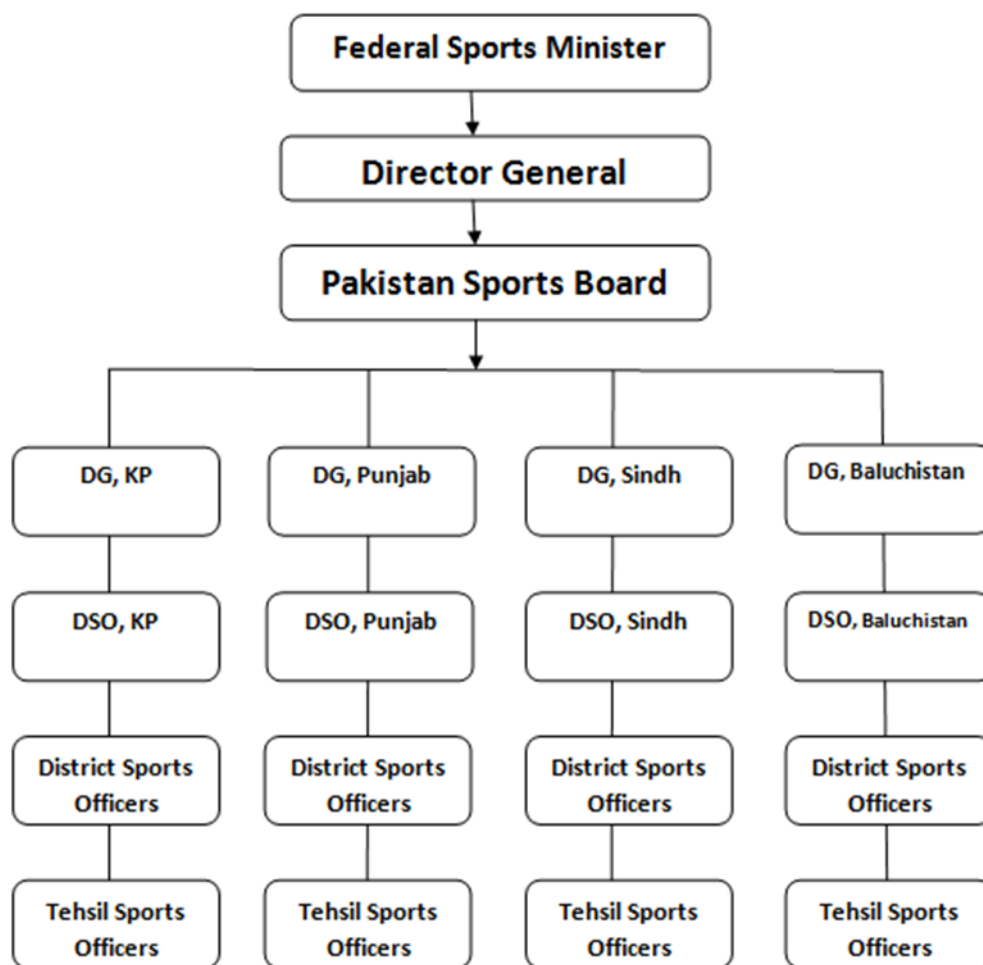 Federal Sports Minister
Director General
Pakistan Sports Board
DG, KP
DG, Punjab
DG, Sindh
DG, Baluchistan
DSO, KP
DSO, Punjab
DSO, Sindh
DSO, Baluchistan
District Sports
Officers
District Sports
Officers
District Sports
Officers
District Sports
Officers
Tehsil Sports
Officers
Tehsil Sports
Officers
Tehsil Sports
Officers
Tehsil Sports
Officers